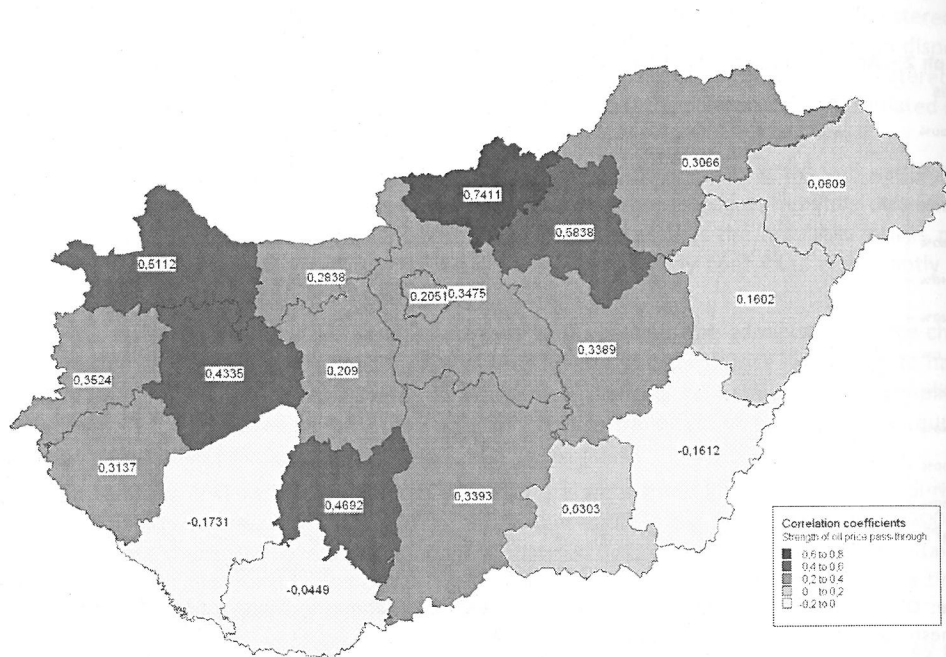 0,3066
0,0609
0,7411
0,5838
0,5112
0,2838
0,2051
0,3475
0,1602
0,3389
0,3524
0,4335
0,209
-0,1612
0,3137
0,4692
0,3393
0,0303
-0,1731
-0,0449
Correlation coefficients
Strength of oil price pass-through
0,6 to 0,8
0,4 to 0,6
0,2 to 0,4
0 to 0,2
-0,2 to 0